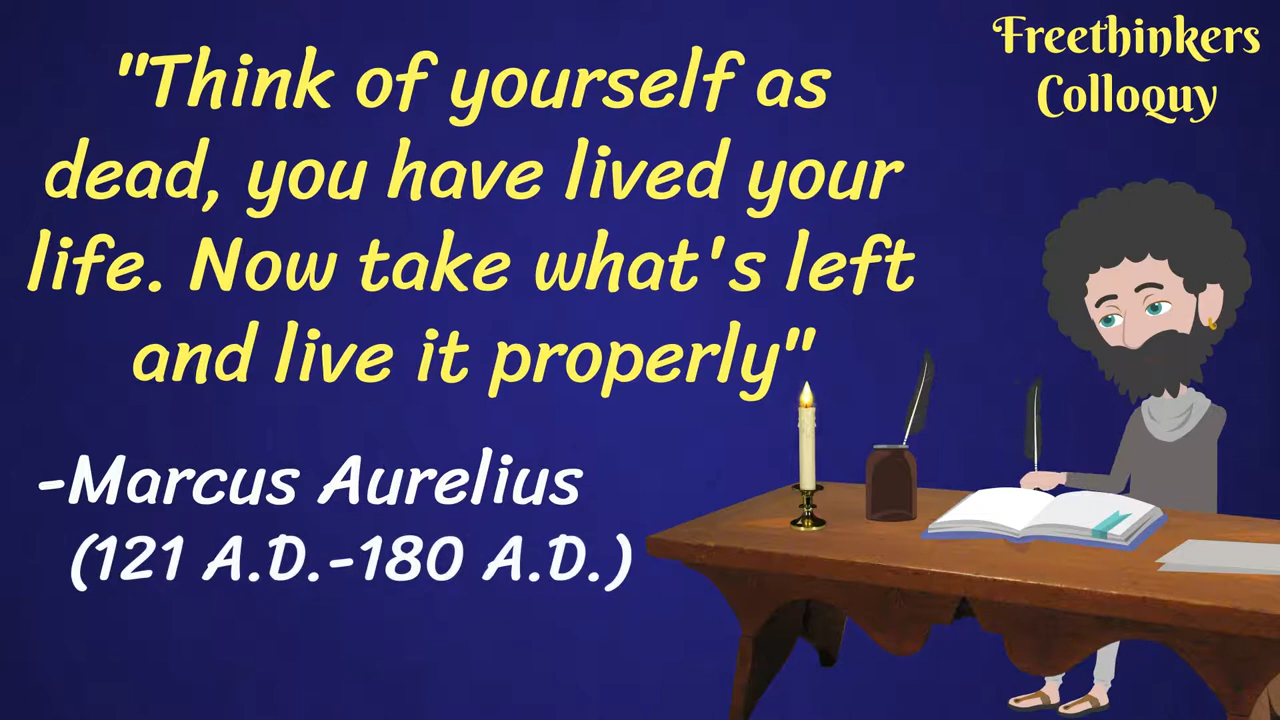 "Think of yourself as
dead, you have lived your
life. Now take what's left
and live it properly"
-Marcus Aurelius
(121 A.D.-180 A.D.)
Freethinkers
Colloquy